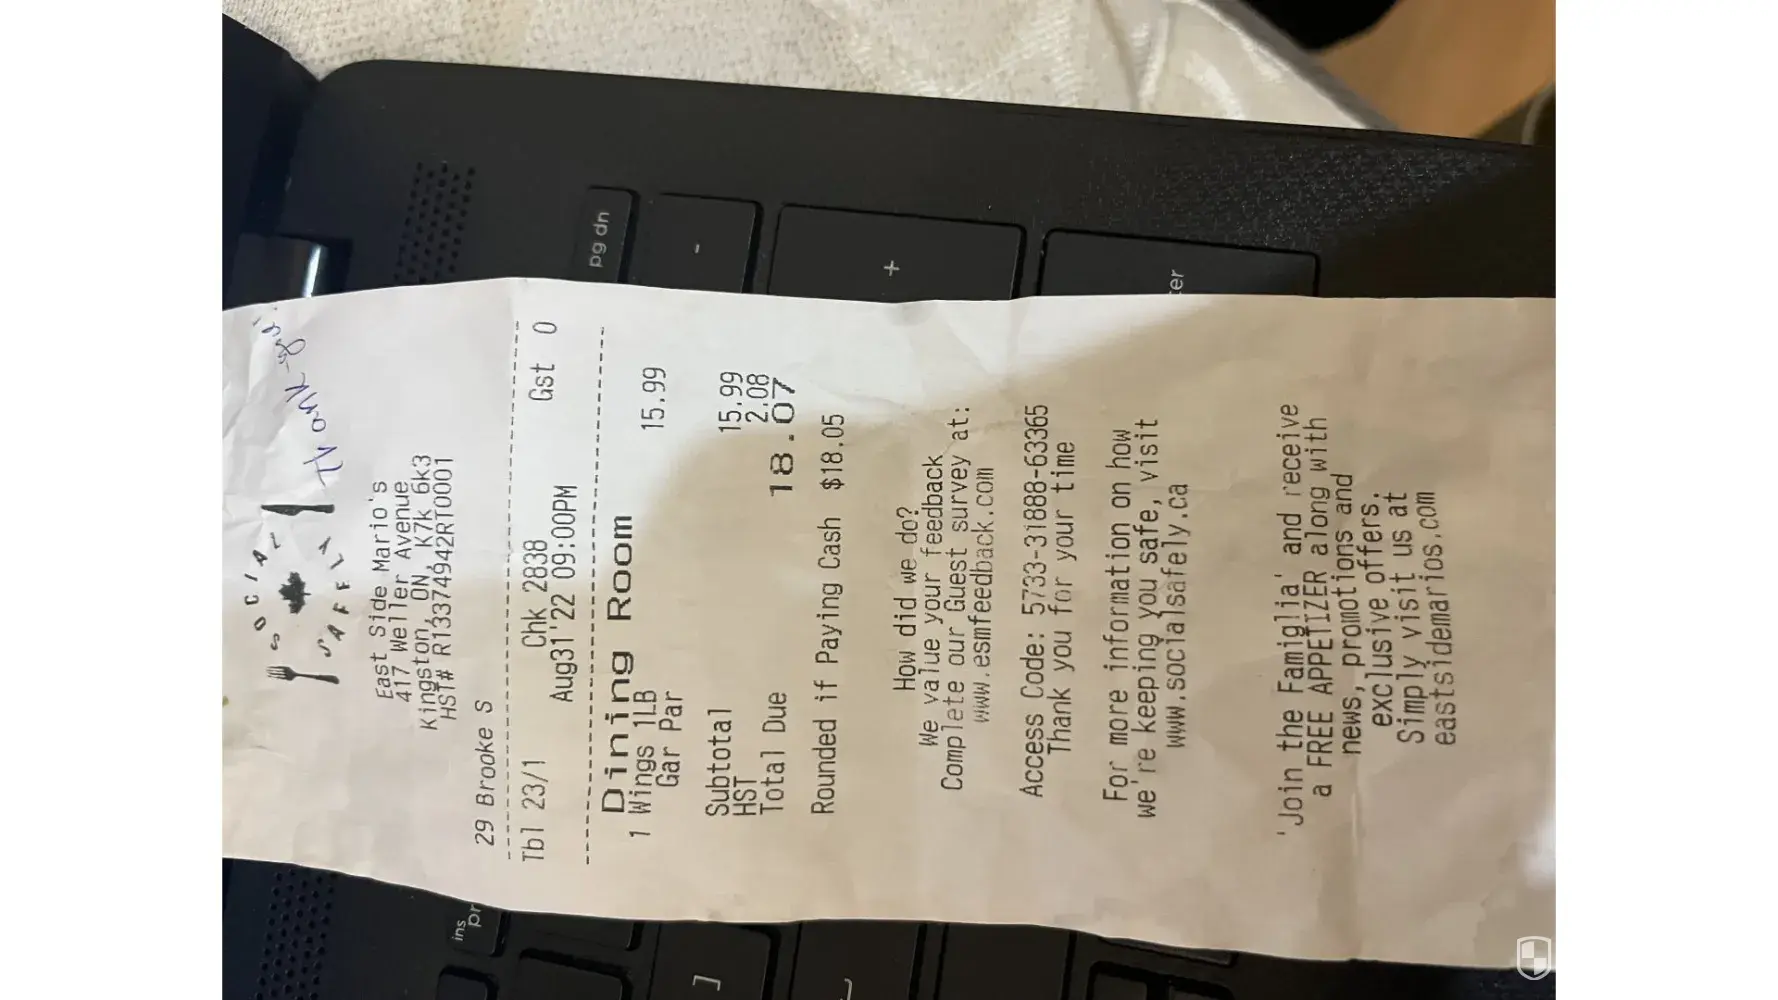 SOCIAL
SAFELY
Thank-you!
East Side Mario's
417 Weller Avenue
Kingston, ON, K7k 6k3
HST# R133774942RT0001
29 Brooke S
Tbl 23/1 Chk 2838 Gst 0
Aug31'22 09:00PM
Dining Room
1 Wings 1LB 15.99
Gar Par
Subtotal 15.99
HST 2.08
Total Due 18.07
Rounded if Paying Cash $18.05
How did we do?
We value your feedback
Complete our Guest survey at:
www.esmfeedback.com
Access Code: 5733-31888-63365
Thank you for your time
For more information on how
we're keeping you safe, visit
www.socialsafely.ca
'Join the Famiglia' and receive
a FREE APPETIZER along with
news, promotions and
exclusive offers.
Simply visit us at
eastsidemarios.com
pg dn
-
+
ter
ins
pr
]